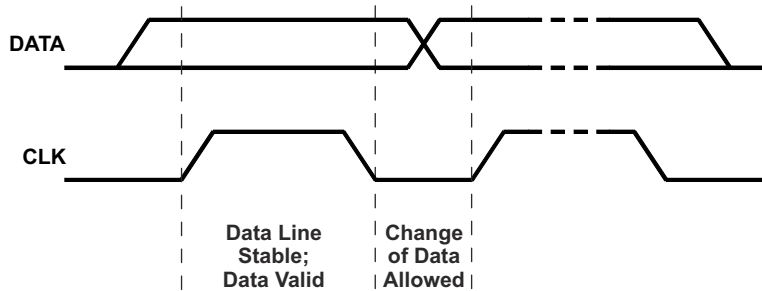 DATA
CLK
Data Line
Stable;
Data Valid
Change
of Data
Allowed